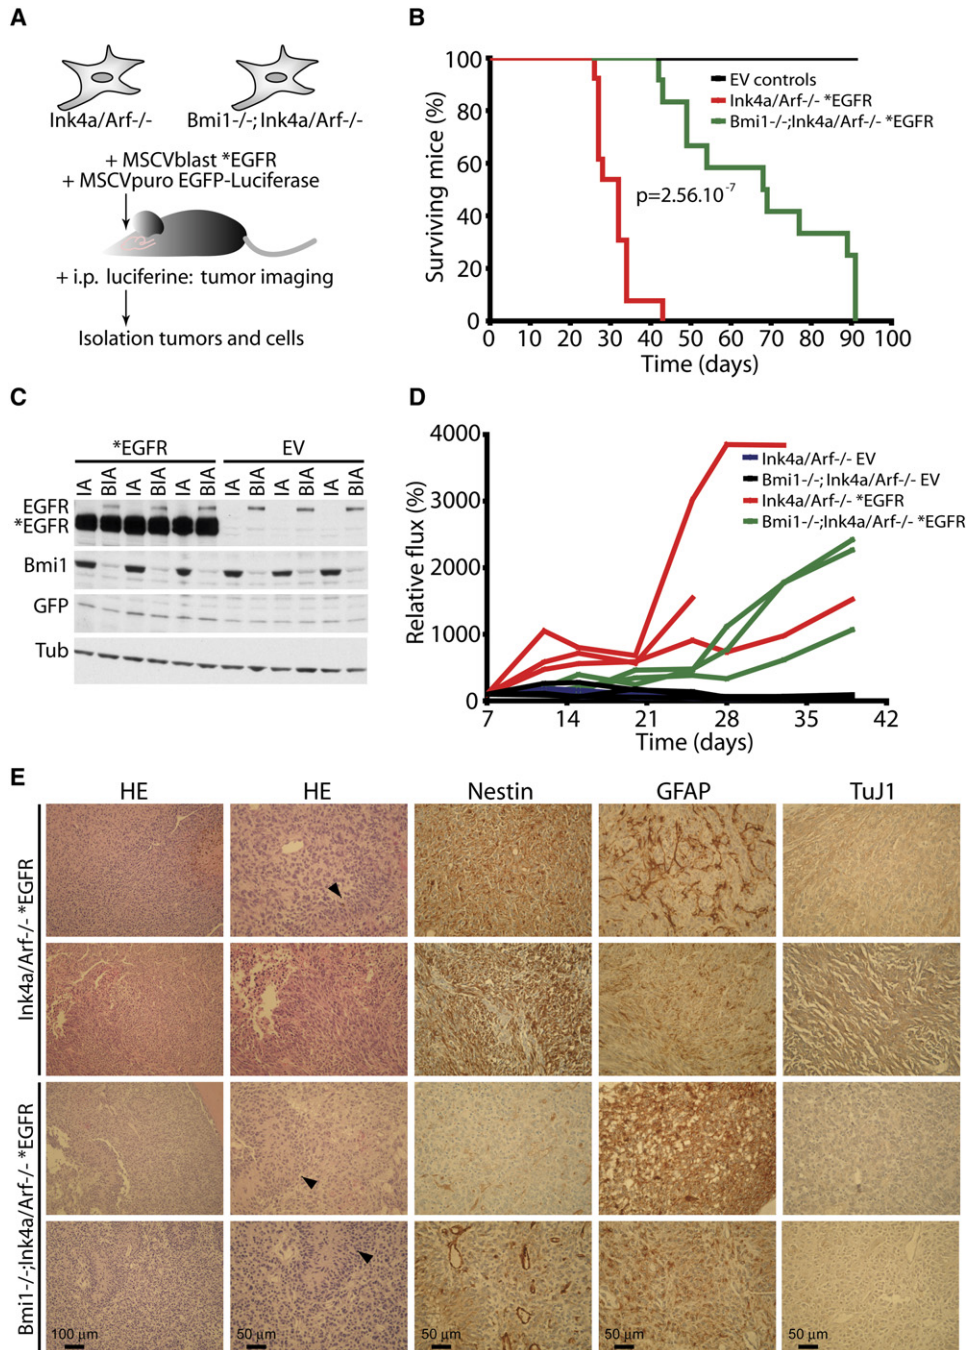 A
Ink4a/Arf-/-
Bmi1-/-; Ink4a/Arf-/-
+ MSCVblast *EGFR
+ MSCVpuro EGFP-Luciferase
+ i.p. luciferine: tumor imaging
Isolation tumors and cells
B
Surviving mice (%)
100
80
60
40
20
0
0 10 20 30 40 50 60 70 80 90 100
Time (days)
EV controls
Ink4a/Arf-/- *EGFR
Bmi1-/-;Ink4a/Arf-/- *EGFR
p=2.56.10-7
C
*EGFR EV
IA BIA IA BIA IA BIA IA BIA IA BIA IA BIA
EGFR
*EGFR
Bmi1
GFP
Tub
D
Relative flux (%)
4000
3000
2000
1000
0
7 14 21 28 35 42
Time (days)
Ink4a/Arf-/- EV
Bmi1-/-; Ink4a/Arf-/- EV
Ink4a/Arf-/- *EGFR
Bmi1-/-;Ink4a/Arf-/- *EGFR
E
HE HE Nestin GFAP TuJ1
Ink4a/Arf-/- *EGFR
Bmi1-/-;Ink4a/Arf-/- *EGFR
100 µm 50 µm 50 µm 50 µm 50 µm